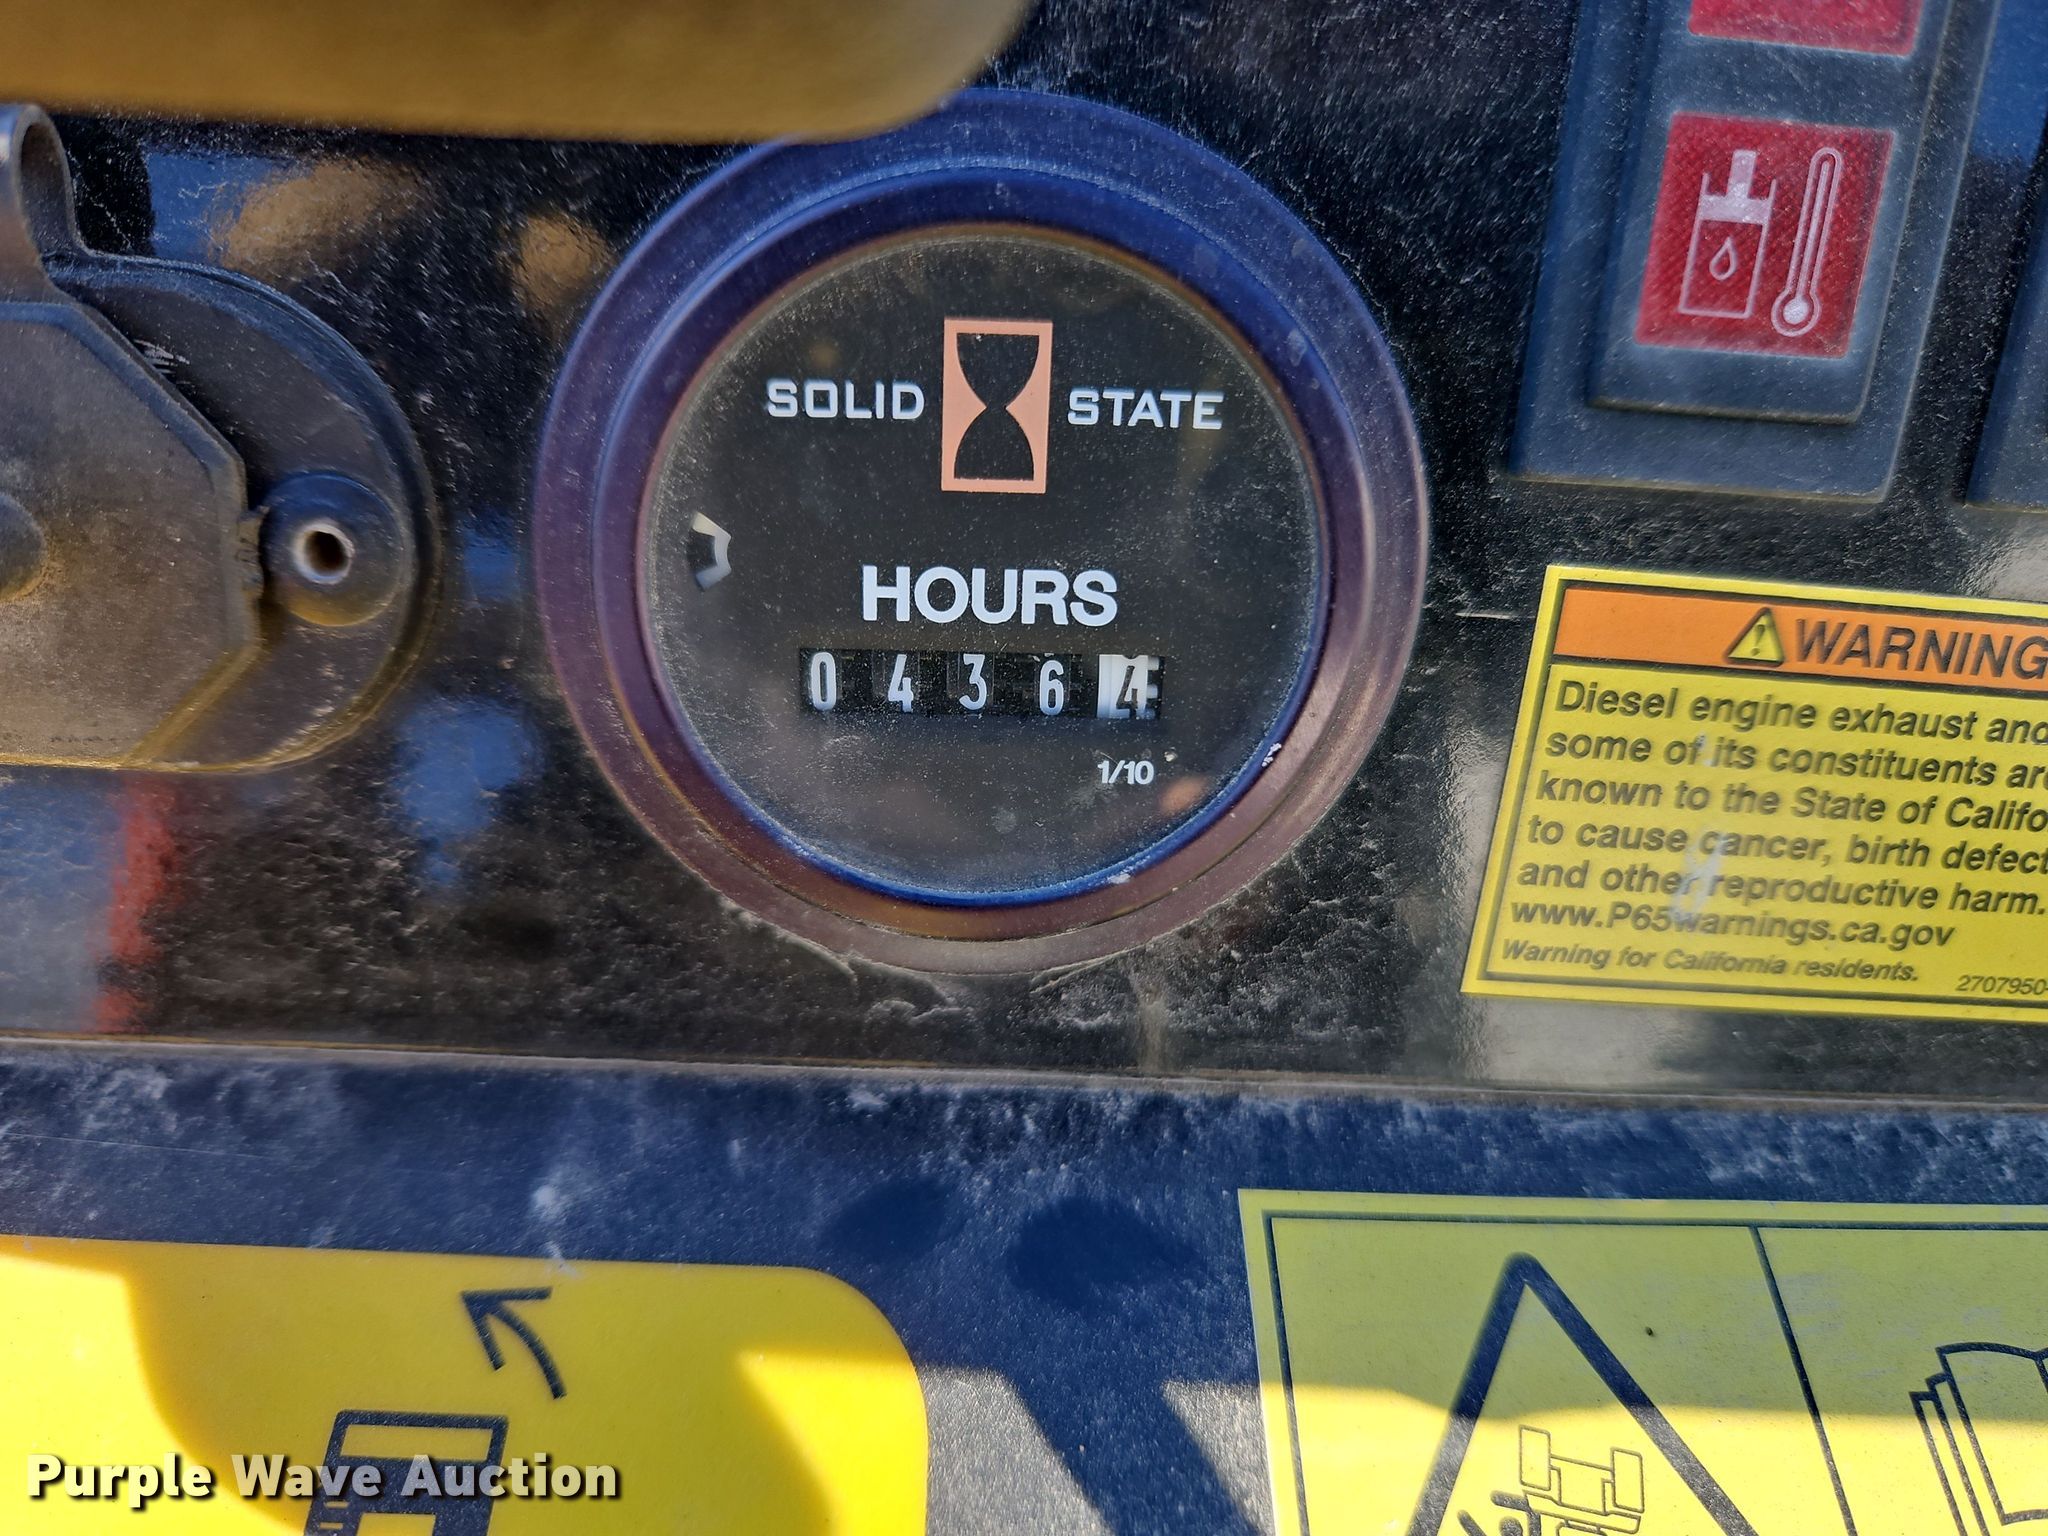 SOLID STATE
HOURS
0 4 3 6 4
1/10
WARNING
Diesel engine exhaust and
some of its constituents are
known to the State of Califo
to cause cancer, birth defect
and other reproductive harm.
www.P65warnings.ca.gov
Warning for California residents.
2707950-
Purple Wave Auction